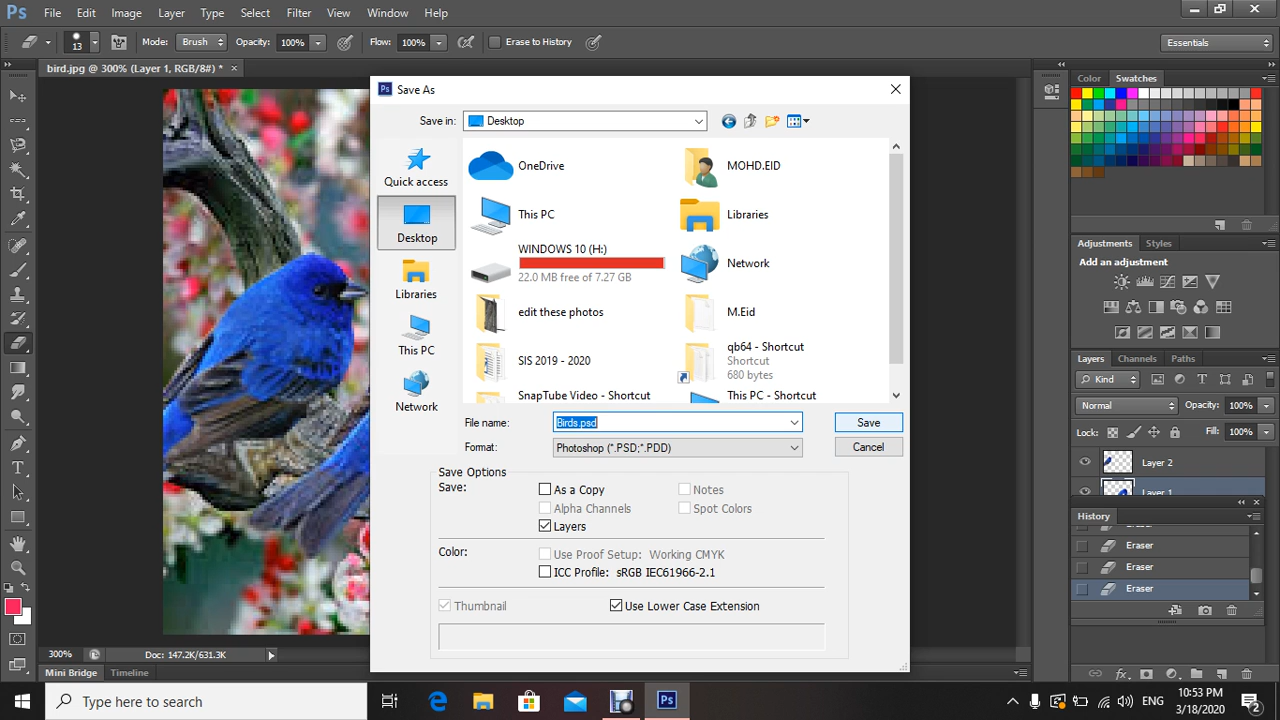 Ps File Edit Image Layer Type Select Filter View Window Help
13 Mode: Brush Opacity: 100% Flow: 100% Erase to History Essentials
bird.jpg @ 300% (Layer 1, RGB/8#) * ×
Ps Save As
Save in: Desktop
Quick access
Desktop
Libraries
This PC
Network
OneDrive MOHD.EID
This PC Libraries
WINDOWS 10 (H:)
22.0 MB free of 7.27 GB
Network
edit these photos M.Eid
SIS 2019 - 2020
qb64 - Shortcut
Shortcut
680 bytes
SnapTube Video - Shortcut This PC - Shortcut
File name: Birds.psd Save
Format: Photoshop (*.PSD;*.PDD) Cancel
Save Options
Save: As a Copy Notes
Alpha Channels Spot Colors
Layers
Color: Use Proof Setup: Working CMYK
ICC Profile: sRGB IEC61966-2.1
Thumbnail Use Lower Case Extension
Color Swatches
Adjustments Styles
Add an adjustment
Layers Channels Paths
Kind
Normal Opacity: 100%
Lock: Fill: 100%
Layer 2
Layer 1
History
Eraser
Eraser
Eraser
Eraser
300% Doc: 147.2K/631.3K
Mini Bridge Timeline
Type here to search
Ps
ENG
10:53 PM
3/18/2020
2